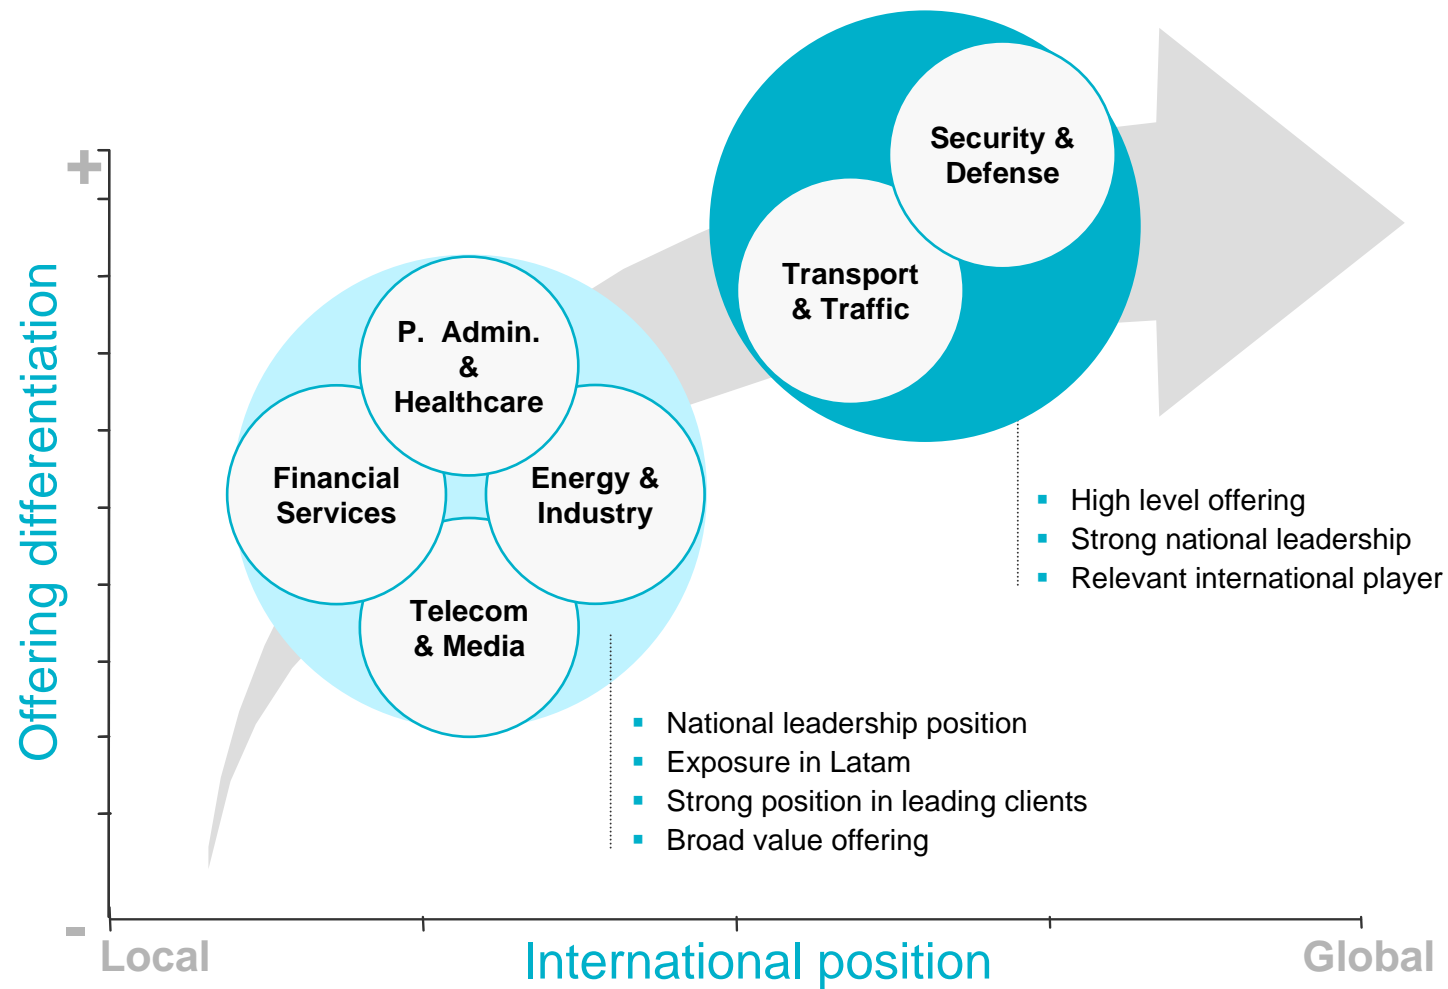 +
Offering differentiation
-
Security &
Defense
Transport
& Traffic
P. Admin.
&
Healthcare
Financial
Services
Energy &
Industry
Telecom
& Media
High level offering
Strong national leadership
Relevant international player
National leadership position
Exposure in Latam
Strong position in leading clients
Broad value offering
Local
International position
Global